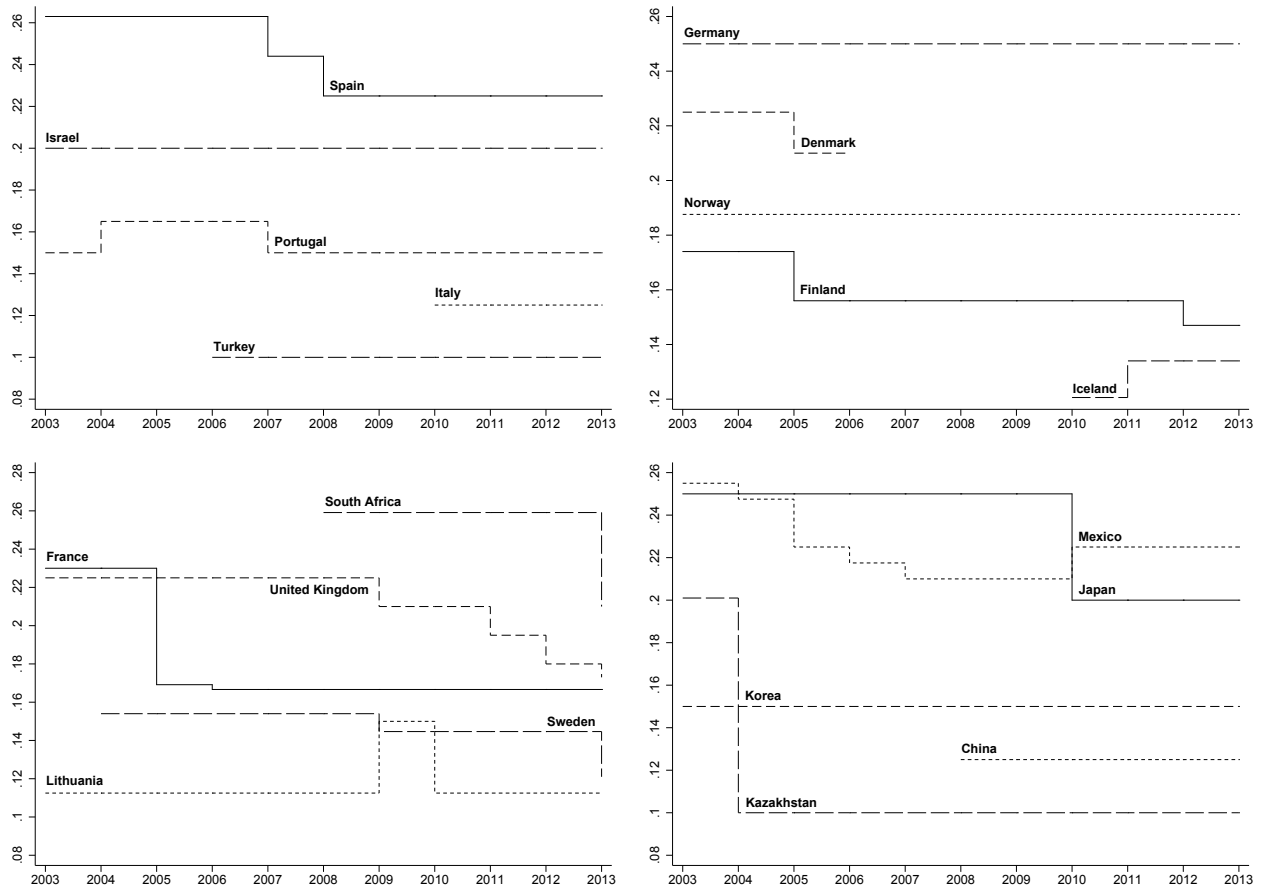 .26
.24
.22
.2
.18
.16
.14
.12
.1
.08
Spain
Israel
Portugal
Italy
Turkey
2003 2004 2005 2006 2007 2008 2009 2010 2011 2012 2013
.26
.24
.22
.2
.18
.16
.14
.12
Germany
Denmark
Norway
Finland
Iceland
2003 2004 2005 2006 2007 2008 2009 2010 2011 2012 2013
.28
.26
.24
.22
.2
.18
.16
.14
.12
.1
.08
South Africa
France
United Kingdom
Sweden
Lithuania
2003 2004 2005 2006 2007 2008 2009 2010 2011 2012 2013
.26
.24
.22
.2
.18
.16
.14
.12
.1
.08
Mexico
Japan
Korea
China
Kazakhstan
2003 2004 2005 2006 2007 2008 2009 2010 2011 2012 2013